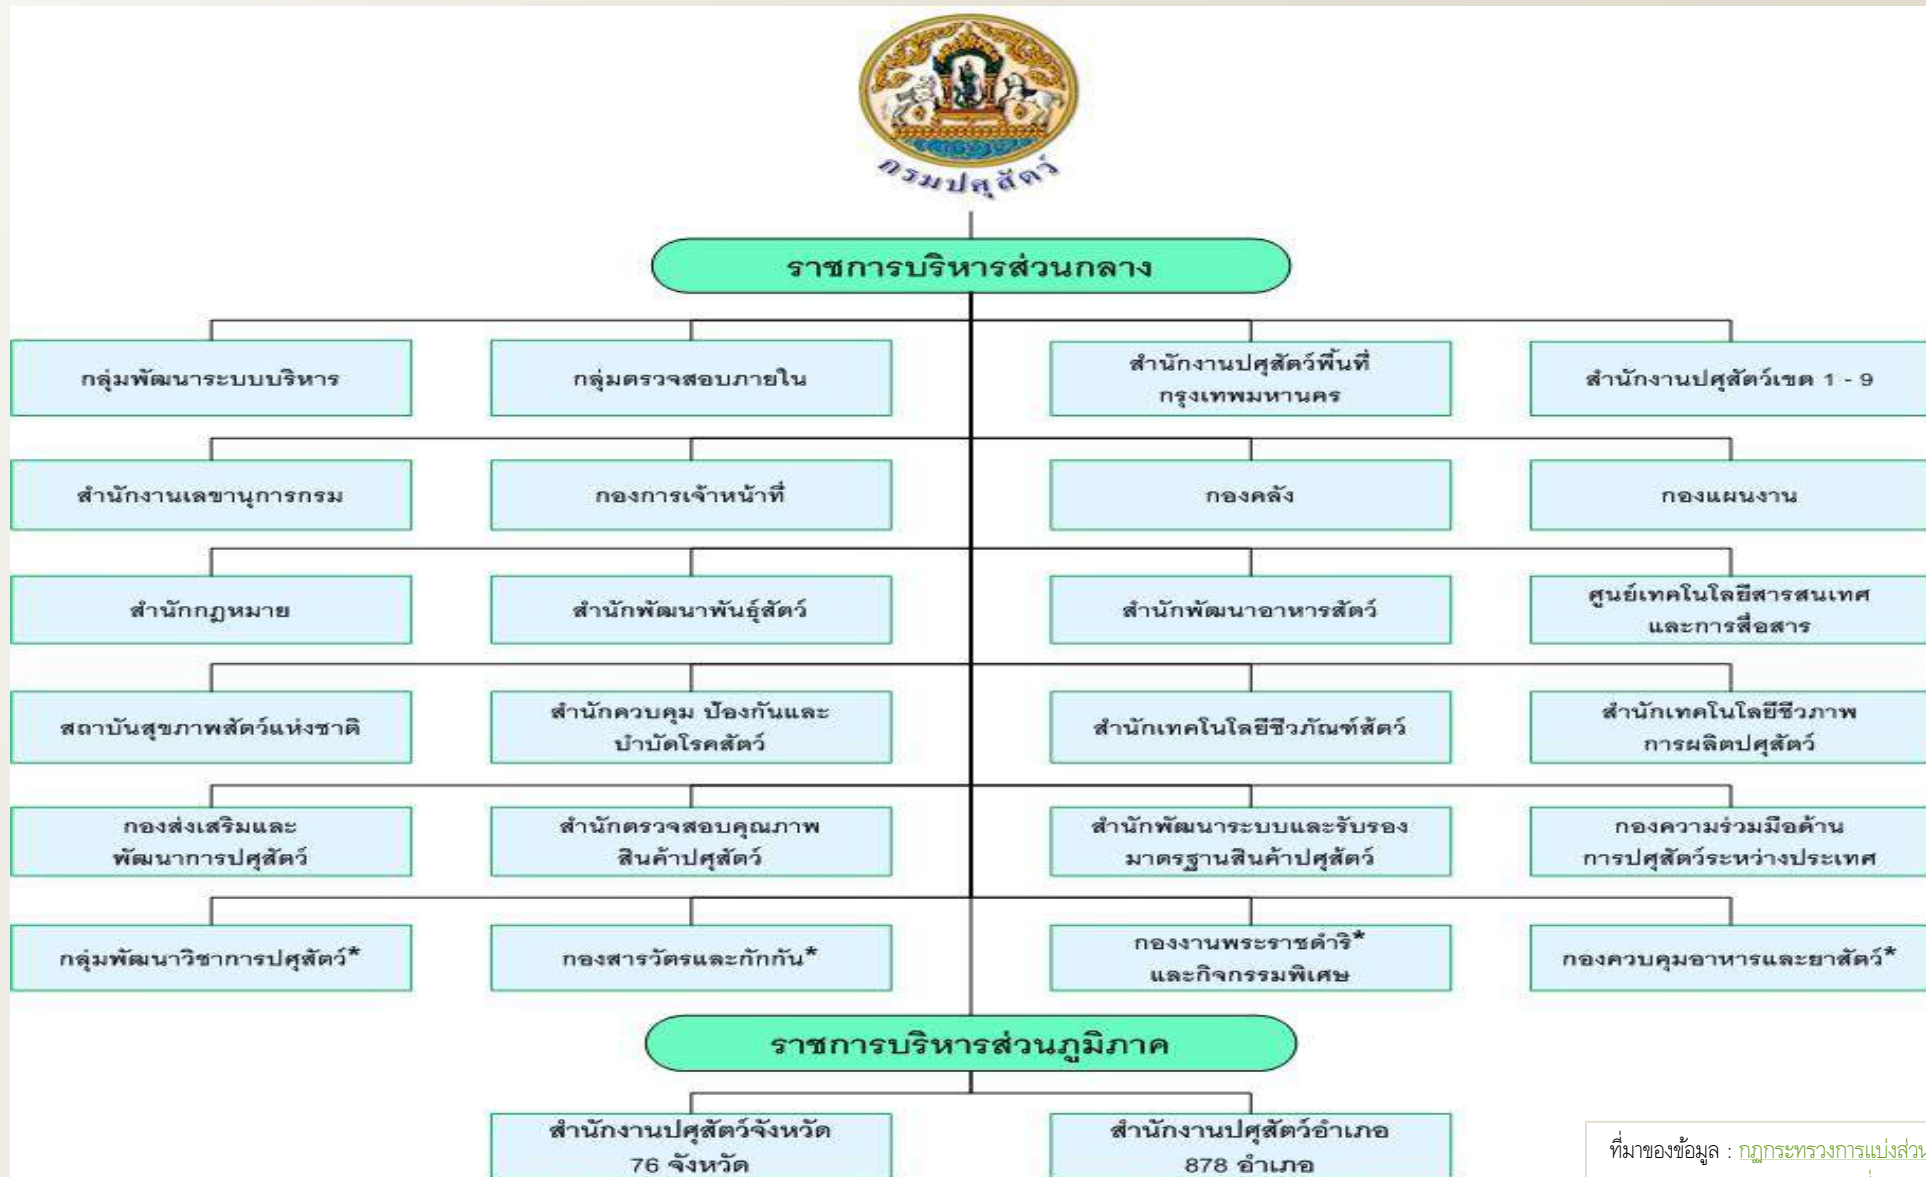 กรมปศุสัตว์
ราชการบริหารส่วนกลาง
กลุ่มพัฒนาระบบบริหาร
กลุ่มตรวจสอบภายใน
สำนักงานปศุสัตว์พื้นที่
กรุงเทพมหานคร
สำนักงานปศุสัตว์เขต 1 - 9
สำนักงานเลขานุการกรม
กองการเจ้าหน้าที่
กองคลัง
กองแผนงาน
สำนักกฎหมาย
สำนักพัฒนาพันธุ์สัตว์
สำนักพัฒนาอาหารสัตว์
ศูนย์เทคโนโลยีสารสนเทศ
และการสื่อสาร
สถาบันสุขภาพสัตว์แห่งชาติ
สำนักควบคุม ป้องกันและ
บำบัดโรคสัตว์
สำนักเทคโนโลยีชีวภัณฑ์สัตว์
สำนักเทคโนโลยีชีวภาพ
การผลิตปศุสัตว์
กองส่งเสริมและ
พัฒนาการปศุสัตว์
สำนักตรวจสอบคุณภาพ
สินค้าปศุสัตว์
สำนักพัฒนาระบบและรับรอง
มาตรฐานสินค้าปศุสัตว์
กองความร่วมมือด้าน
การปศุสัตว์ระหว่างประเทศ
กลุ่มพัฒนาวิชาการปศุสัตว์*
กองสารวัตรและกักกัน*
กองงานพระราชดำริ*
และกิจกรรมพิเศษ
กองควบคุมอาหารและยาสัตว์*
ราชการบริหารส่วนภูมิภาค
สำนักงานปศุสัตว์จังหวัด
76 จังหวัด
สำนักงานปศุสัตว์อำเภอ
878 อำเภอ
ที่มาของข้อมูล : กฎกระทรวงการแบ่งส่วน